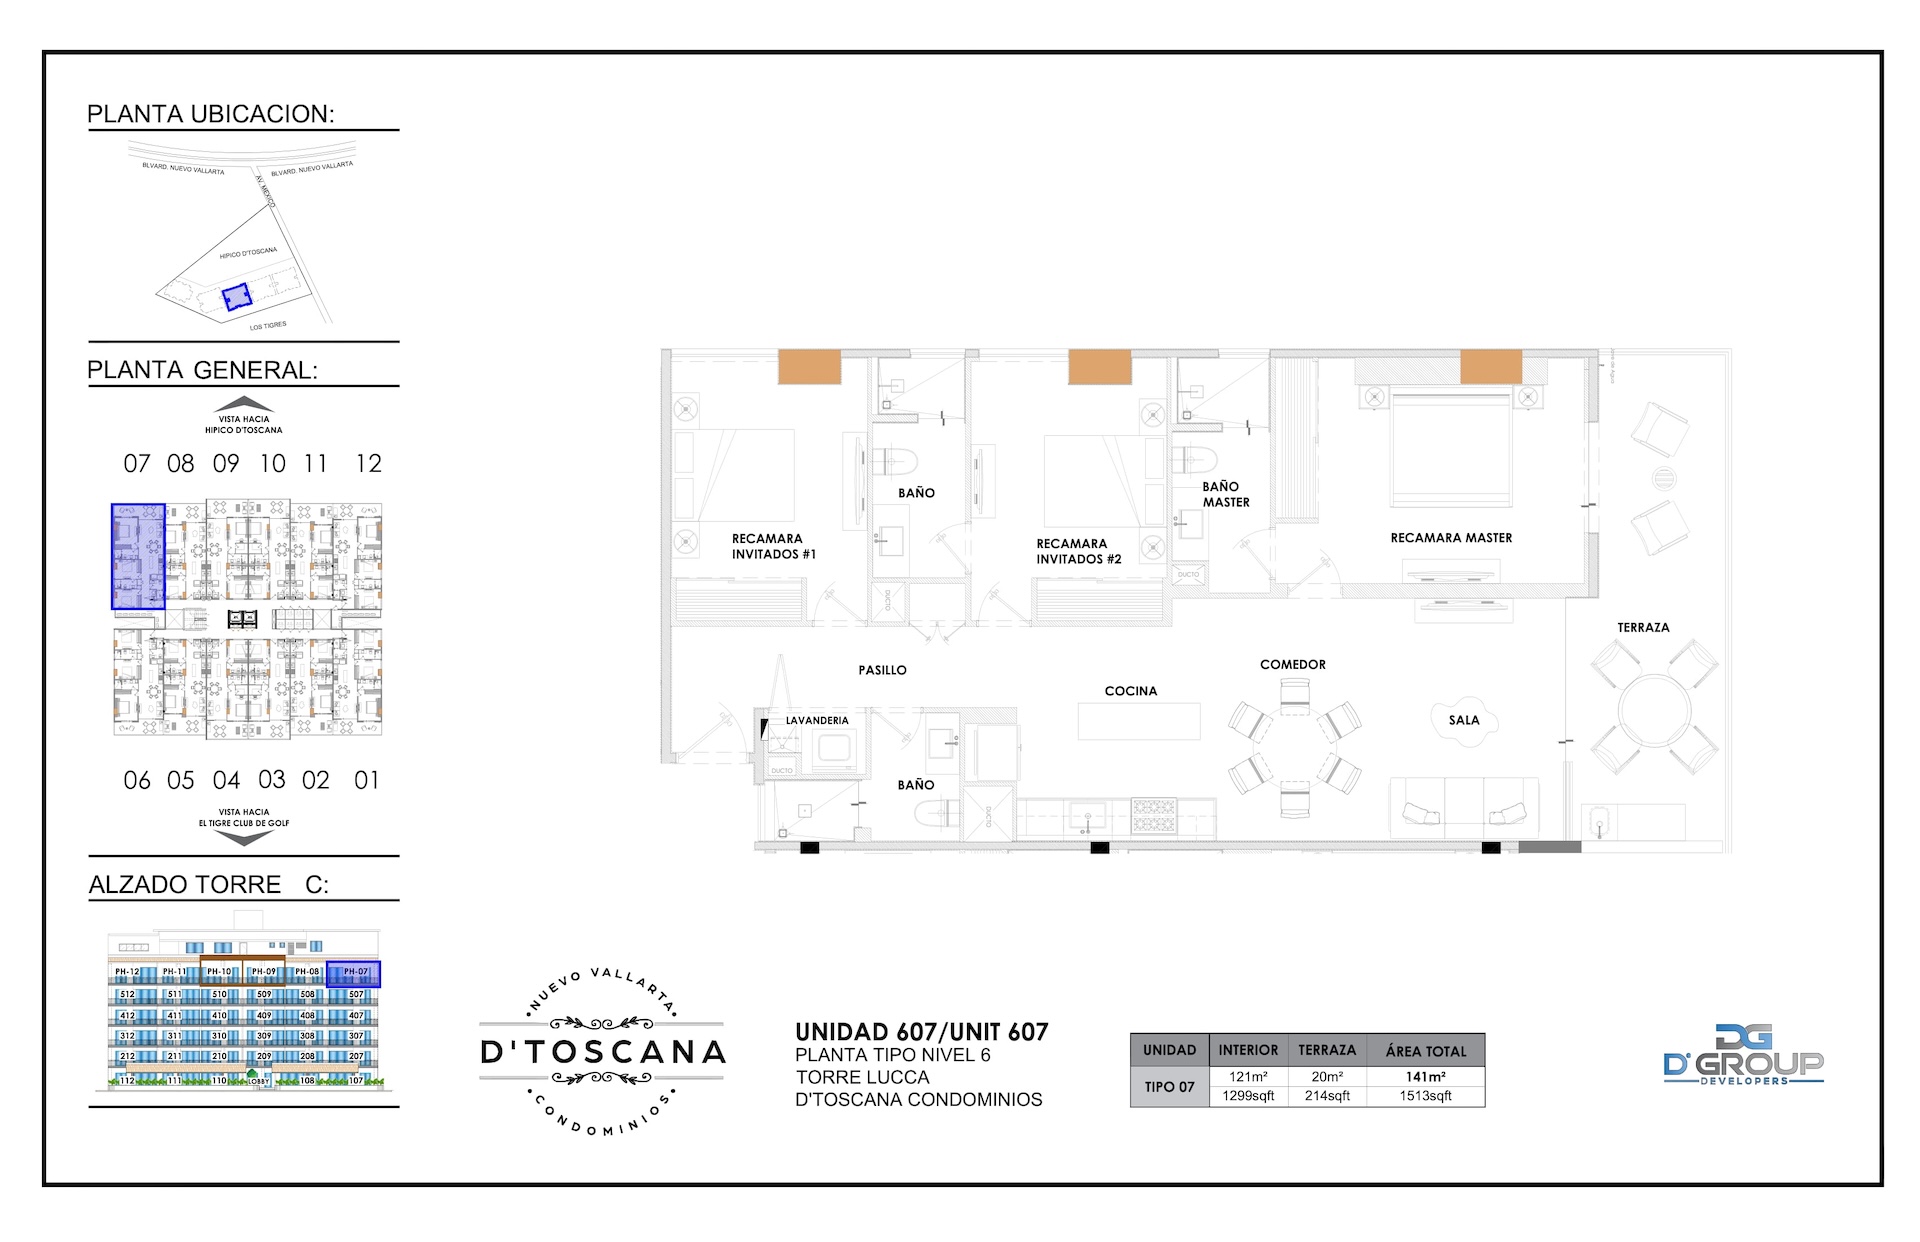 PLANTA UBICACION:
BLVARD. NUEVO VALLARTA
BLVARD. NUEVO VALLARTA
AV. MEXICO
HIPICO D'TOSCANA
LOS TIGRES
PLANTA GENERAL:
VISTA HACIA
HIPICO D'TOSCANA
07 08 09 10 11 12
06 05 04 03 02 01
VISTA HACIA
EL TIGRE CLUB DE GOLF
ALZADO TORRE C:
PH-12 PH-11 PH-10 PH-09 PH-08 PH-07
512 511 510 509 508 507
412 411 410 409 408 407
312 311 310 309 308 307
212 211 210 209 208 207
112 111 110 LOBBY 108 107
RECAMARA
INVITADOS #1
BAÑO
DUCTO
RECAMARA
INVITADOS #2
BAÑO
MASTER
DUCTO
RECAMARA MASTER
TERRAZA
PASILLO
COCINA
COMEDOR
SALA
LAVANDERIA
DUCTO
BAÑO
DUCTO
•NUEVO VALLARTA•
D'TOSCANA
•CONDOMINIOS•
UNIDAD 607/UNIT 607
PLANTA TIPO NIVEL 6
TORRE LUCCA
D'TOSCANA CONDOMINIOS
UNIDAD INTERIOR TERRAZA ÁREA TOTAL
TIPO 07 121m² 20m² 141m²
1299sqft 214sqft 1513sqft
DG
D'GROUP
DEVELOPERS